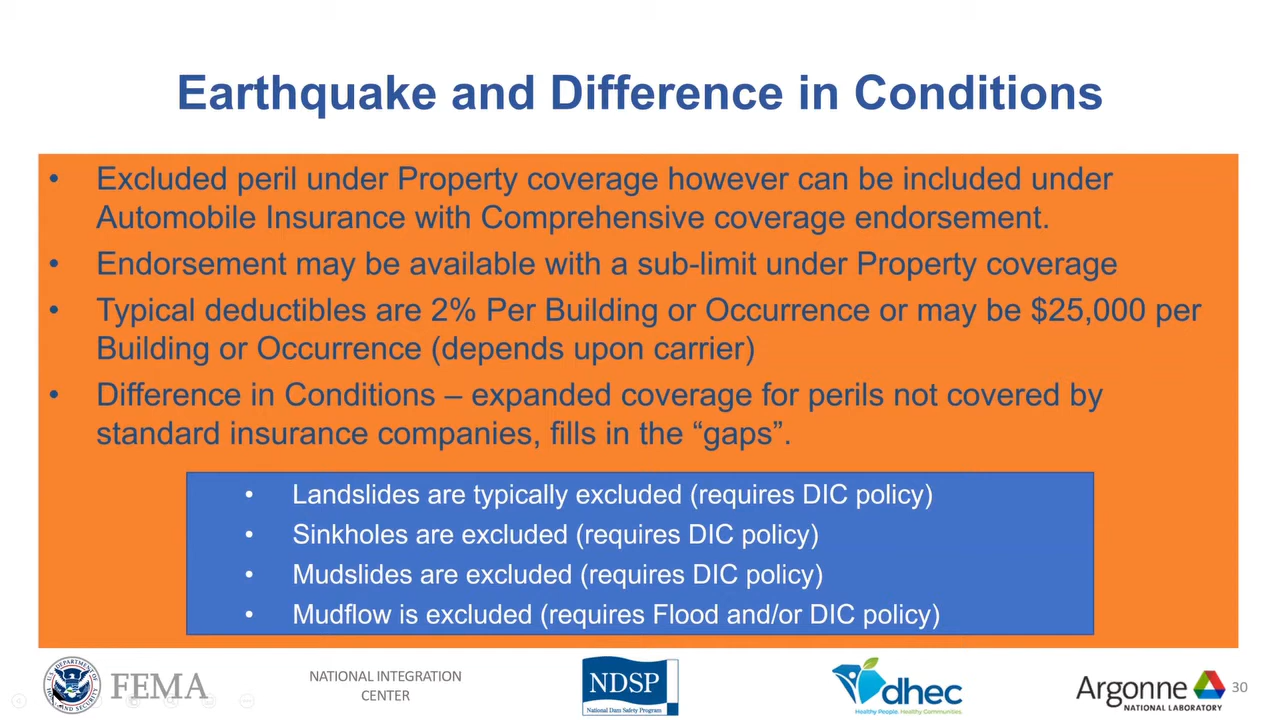 Earthquake and Difference in Conditions
• Excluded peril under Property coverage however can be included under
Automobile Insurance with Comprehensive coverage endorsement.
• Endorsement may be available with a sub-limit under Property coverage
• Typical deductibles are 2% Per Building or Occurrence or may be $25,000 per
Building or Occurrence (depends upon carrier)
• Difference in Conditions – expanded coverage for perils not covered by
standard insurance companies, fills in the “gaps”.
• Landslides are typically excluded (requires DIC policy)
• Sinkholes are excluded (requires DIC policy)
• Mudslides are excluded (requires DIC policy)
• Mudflow is excluded (requires Flood and/or DIC policy)
FEMA
NATIONAL INTEGRATION
CENTER
NDSP
National Dam Safety Program
dhec
Healthy People. Healthy Communities.
Argonne
NATIONAL LABORATORY
30